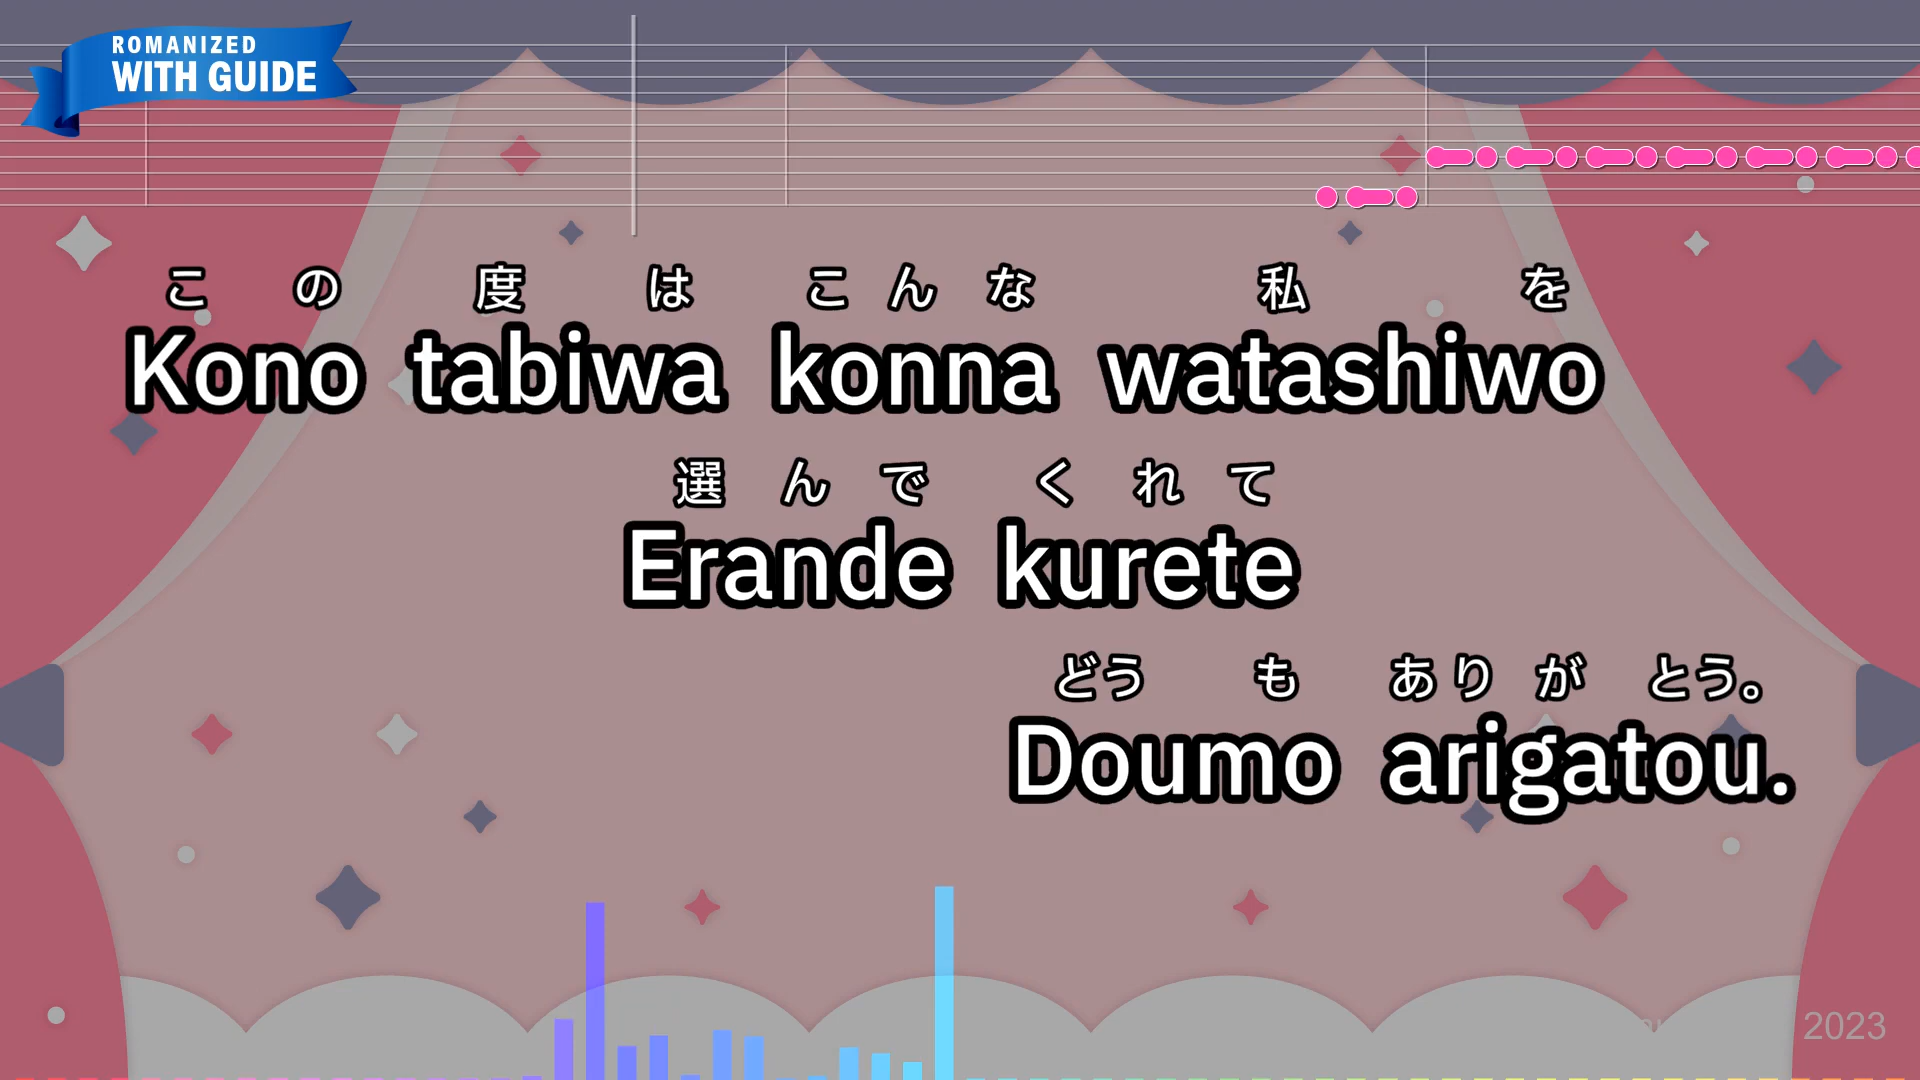 ROMANIZED
WITH GUIDE
この度はこんな私を
Kono tabiwa konna watashiwo
選んでくれて
Erande kurete
どうもありがとう。
Doumo arigatou.
2023